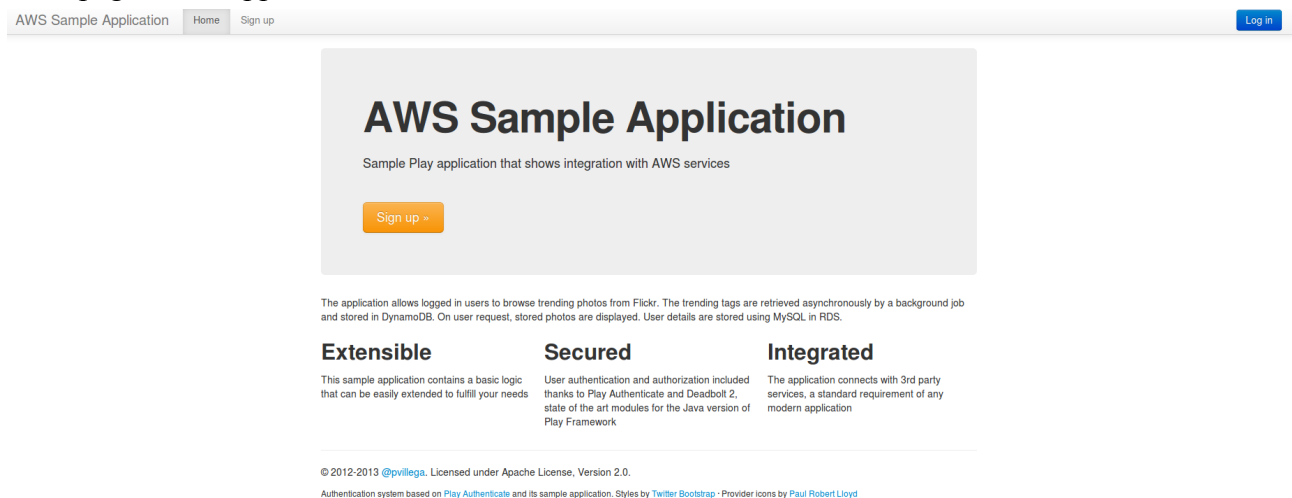 AWS Sample Application Home Sign up Log in
AWS Sample Application
Sample Play application that shows integration with AWS services
Sign up »
The application allows logged in users to browse trending photos from Flickr. The trending tags are retrieved asynchronously by a background job
and stored in DynamoDB. On user request, stored photos are displayed. User details are stored using MySQL in RDS.
Extensible
This sample application contains a basic logic
that can be easily extended to fulfill your needs
Secured
User authentication and authorization included
thanks to Play Authenticate and Deadbolt 2,
state of the art modules for the Java version of
Play Framework
Integrated
The application connects with 3rd party
services, a standard requirement of any
modern application
© 2012-2013 @pvillega. Licensed under Apache License, Version 2.0.
Authentication system based on Play Authenticate and its sample application. Styles by Twitter Bootstrap · Provider icons by Paul Robert Lloyd